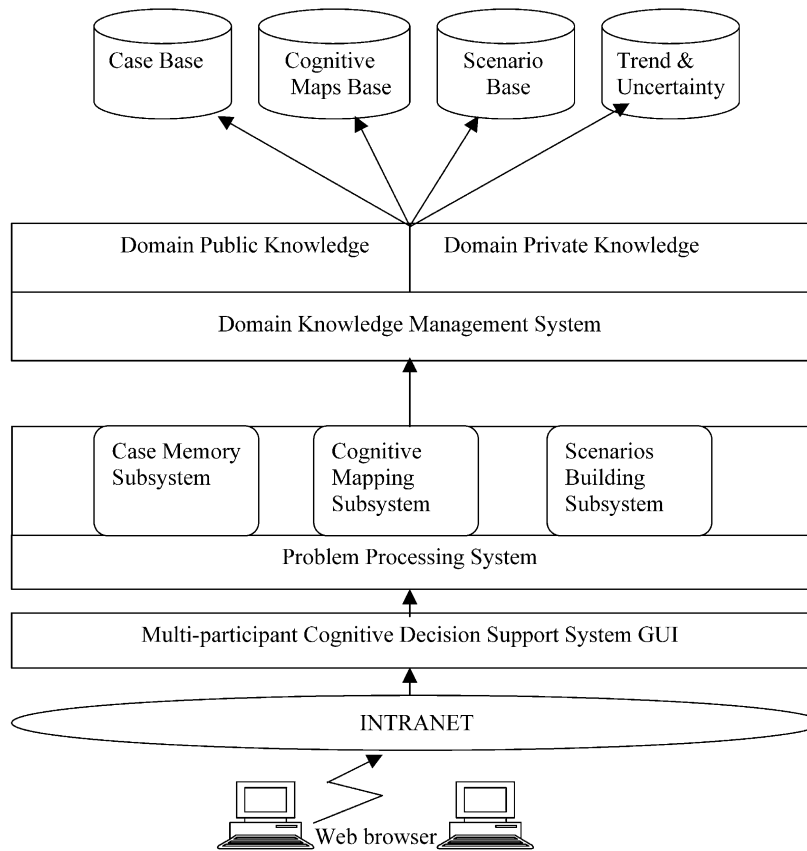 Case Base
Cognitive
Maps Base
Scenario
Base
Trend &
Uncertainty
Domain Public Knowledge
Domain Private Knowledge
Domain Knowledge Management System
Case Memory
Subsystem
Cognitive
Mapping
Subsystem
Scenarios
Building
Subsystem
Problem Processing System
Multi-participant Cognitive Decision Support System GUI
INTRANET
Web browser